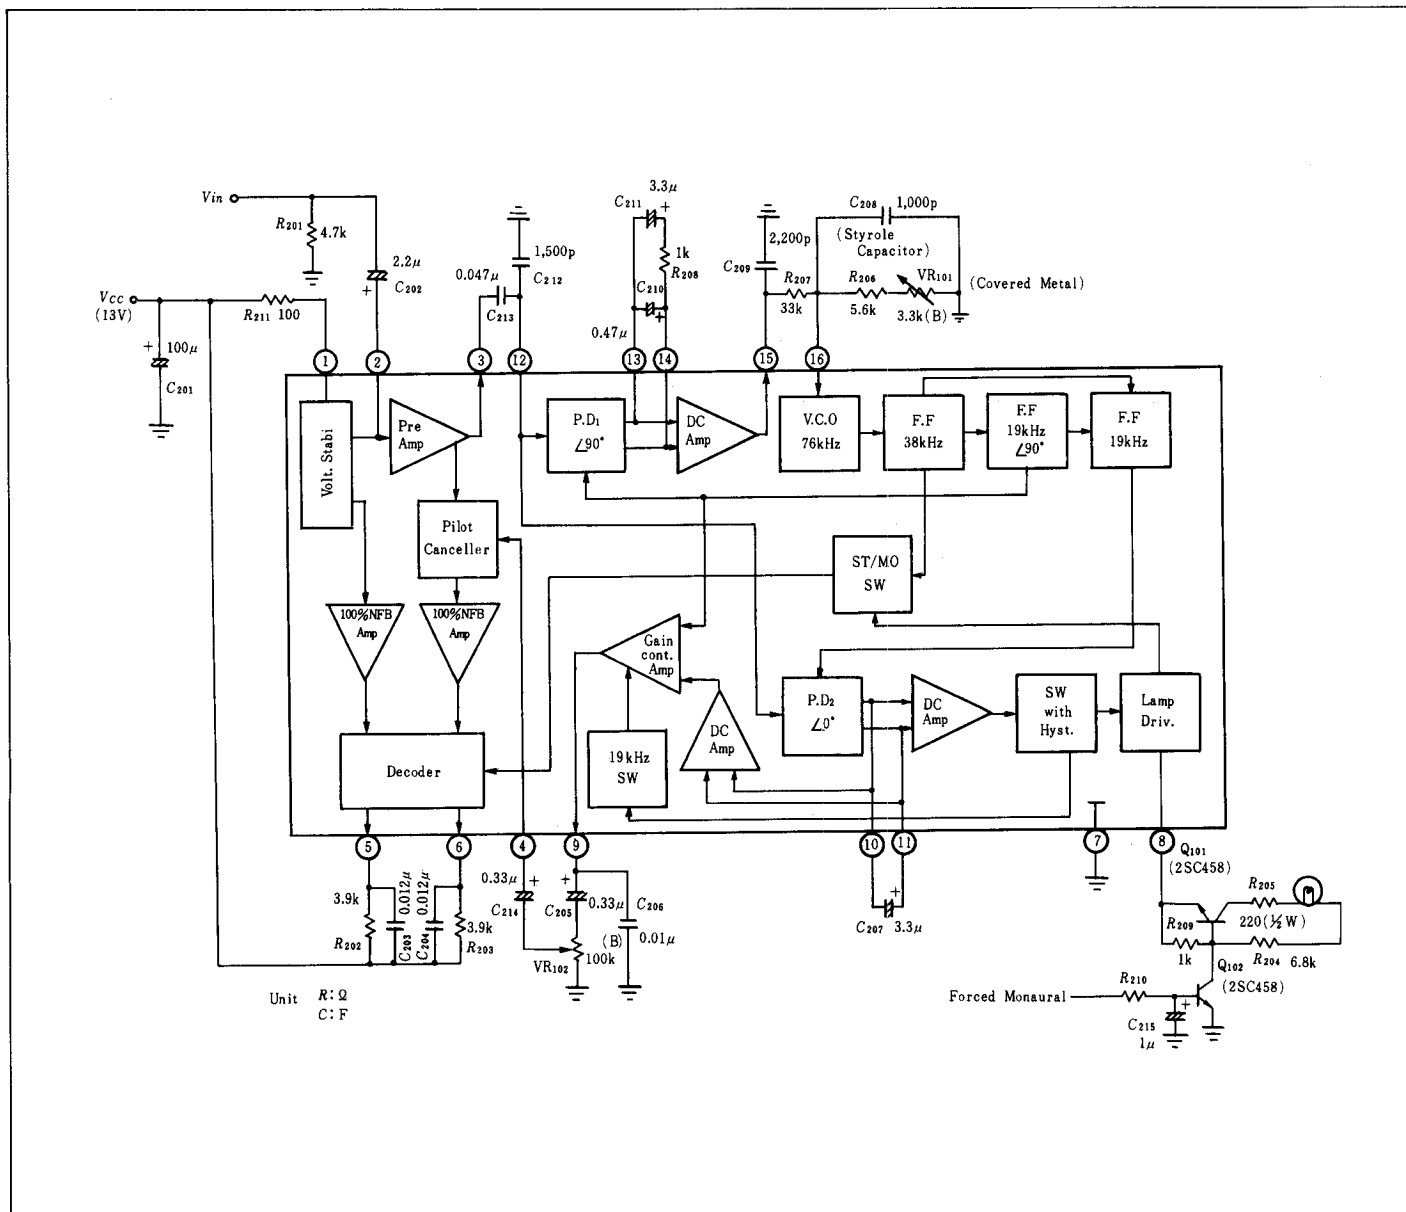 Vin
R201
4.7k
2.2μ
+
C202
VCC
(13V)
R211 100
+
100μ
C201
0.047μ
C213
1,500p
C212
3.3μ
C211
+
1k
R208
C210
+
0.47μ
2,200p
C209
R207
33k
C208
1,000p
(Styrole
Capacitor)
R206
5.6k
VR101
3.3k(B)
(Covered Metal)
1
2
3
12
13
14
15
16
Volt. Stabi
Pre
Amp
P.D1
∠90°
DC
Amp
V.C.O
76kHz
F.F
38kHz
F.F
19kHz
∠90°
F.F
19kHz
Pilot
Canceller
ST/MO
SW
100%NFB
Amp
100%NFB
Amp
Gain
cont.
Amp
P.D2
∠0°
DC
Amp
SW
with
Hyst.
Lamp
Driv.
Decoder
19kHz
SW
DC
Amp
5
6
4
9
10
11
7
8
Q101
(2SC458)
3.9k
R202
0.012μ
C203
0.012μ
C204
3.9k
R203
0.33μ
+
C214
+
C205
0.33μ
C206
0.01μ
(B)
100k
VR102
+
C207
3.3μ
R205
220(½W)
R209
1k
R204
6.8k
Q102
(2SC458)
R210
Forced Monaural
+
C215
1μ
Unit R:Ω
C:F